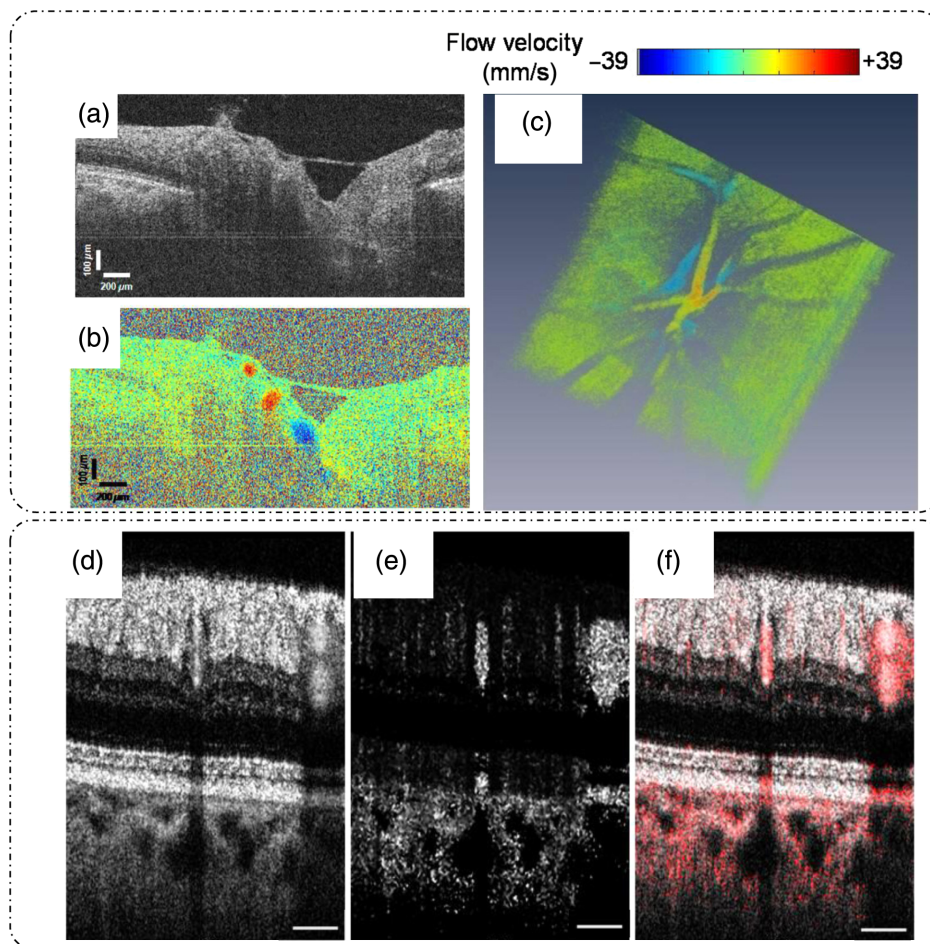 Flow velocity
(mm/s)
−39
+39
(a)
(c)
100 µm
200 µm
(b)
100 µm
200 µm
(d)
(e)
(f)